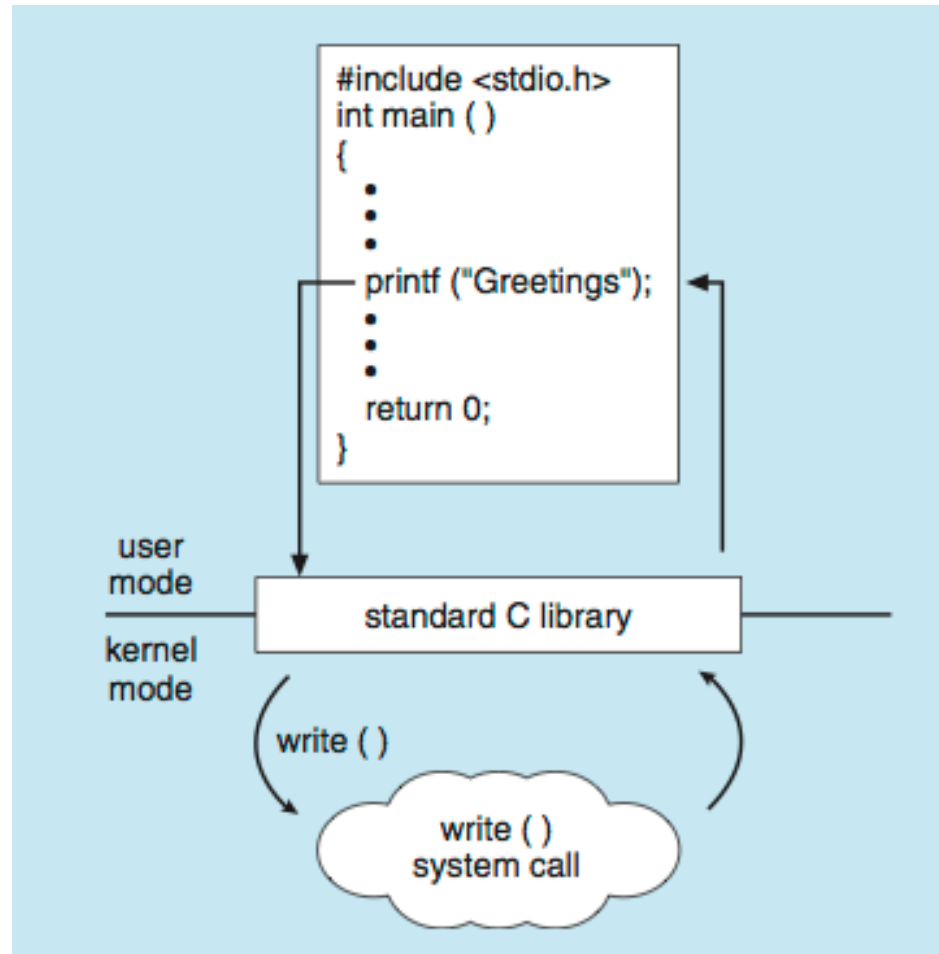 #include <stdio.h>
int main ( )
{
•
•
•
printf ("Greetings");
•
•
•
return 0;
}
user
mode
standard C library
kernel
mode
write ( )
write ( )
system call